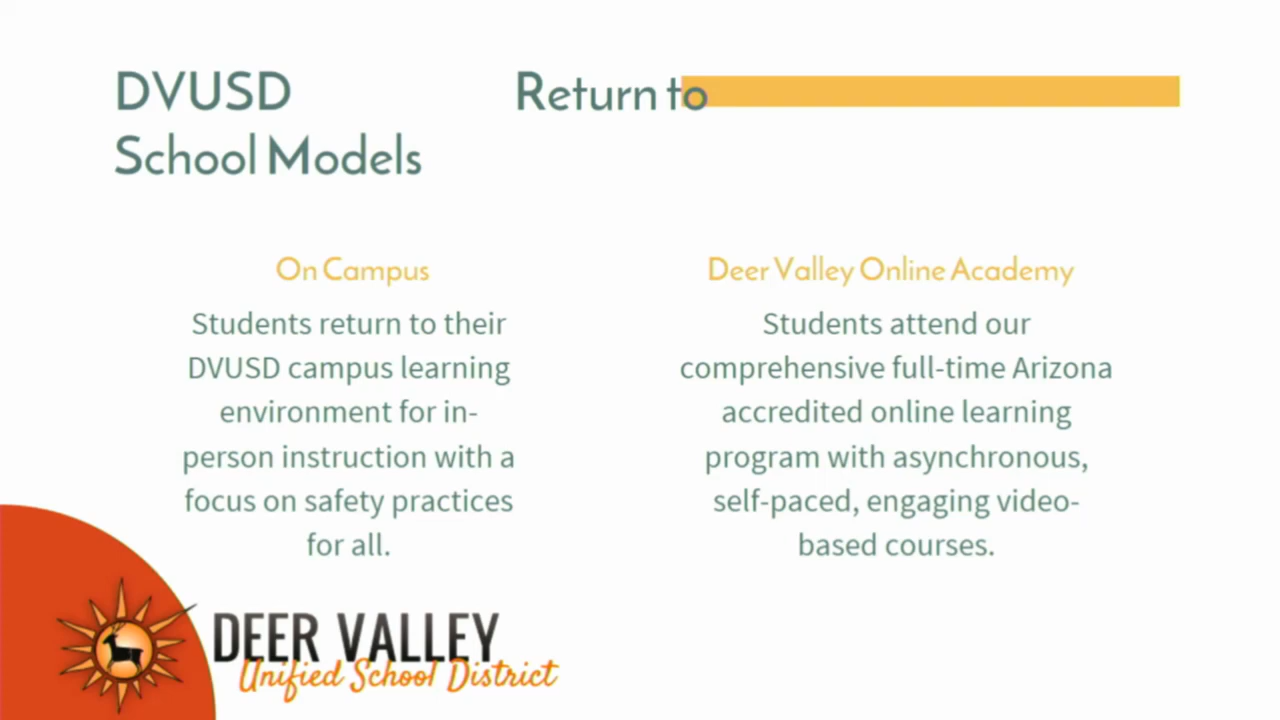 DVUSD Return to
School Models
On Campus
Students return to their
DVUSD campus learning
environment for in-
person instruction with a
focus on safety practices
for all.
Deer Valley Online Academy
Students attend our
comprehensive full-time Arizona
accredited online learning
program with asynchronous,
self-paced, engaging video-
based courses.
DEER VALLEY
Unified School District